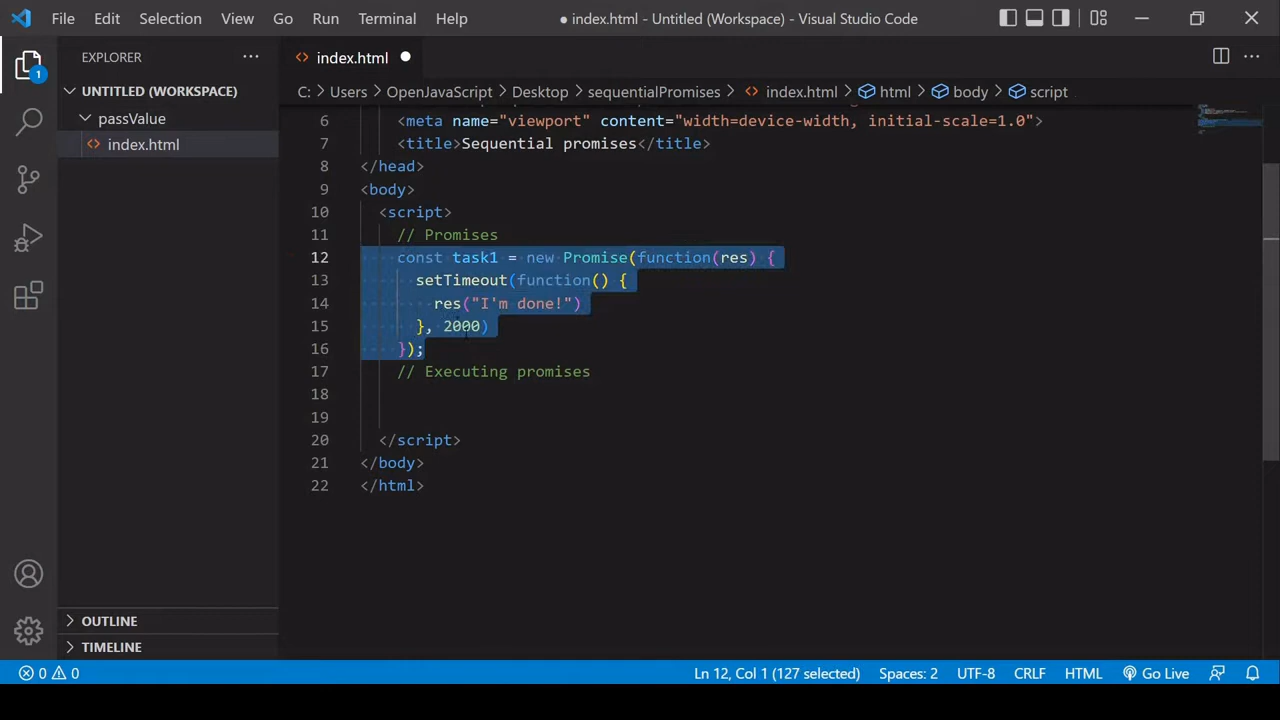 File Edit Selection View Go Run Terminal Help
● index.html - Untitled (Workspace) - Visual Studio Code
EXPLORER
index.html
1
UNTITLED (WORKSPACE)
C: > Users > OpenJavaScript > Desktop > sequentialPromises > index.html > html > body > script
passValue
index.html
6 <meta name="viewport" content="width=device-width, initial-scale=1.0">
7 <title>Sequential promises</title>
8 </head>
9 <body>
10 <script>
11 // Promises
12 const task1 = new Promise(function(res) {
13 setTimeout(function() {
14 res("I'm done!")
15 }, 2000)
16 });
17 // Executing promises
18
19
20 </script>
21 </body>
22 </html>
OUTLINE
TIMELINE
0 0 Ln 12, Col 1 (127 selected) Spaces: 2 UTF-8 CRLF HTML Go Live